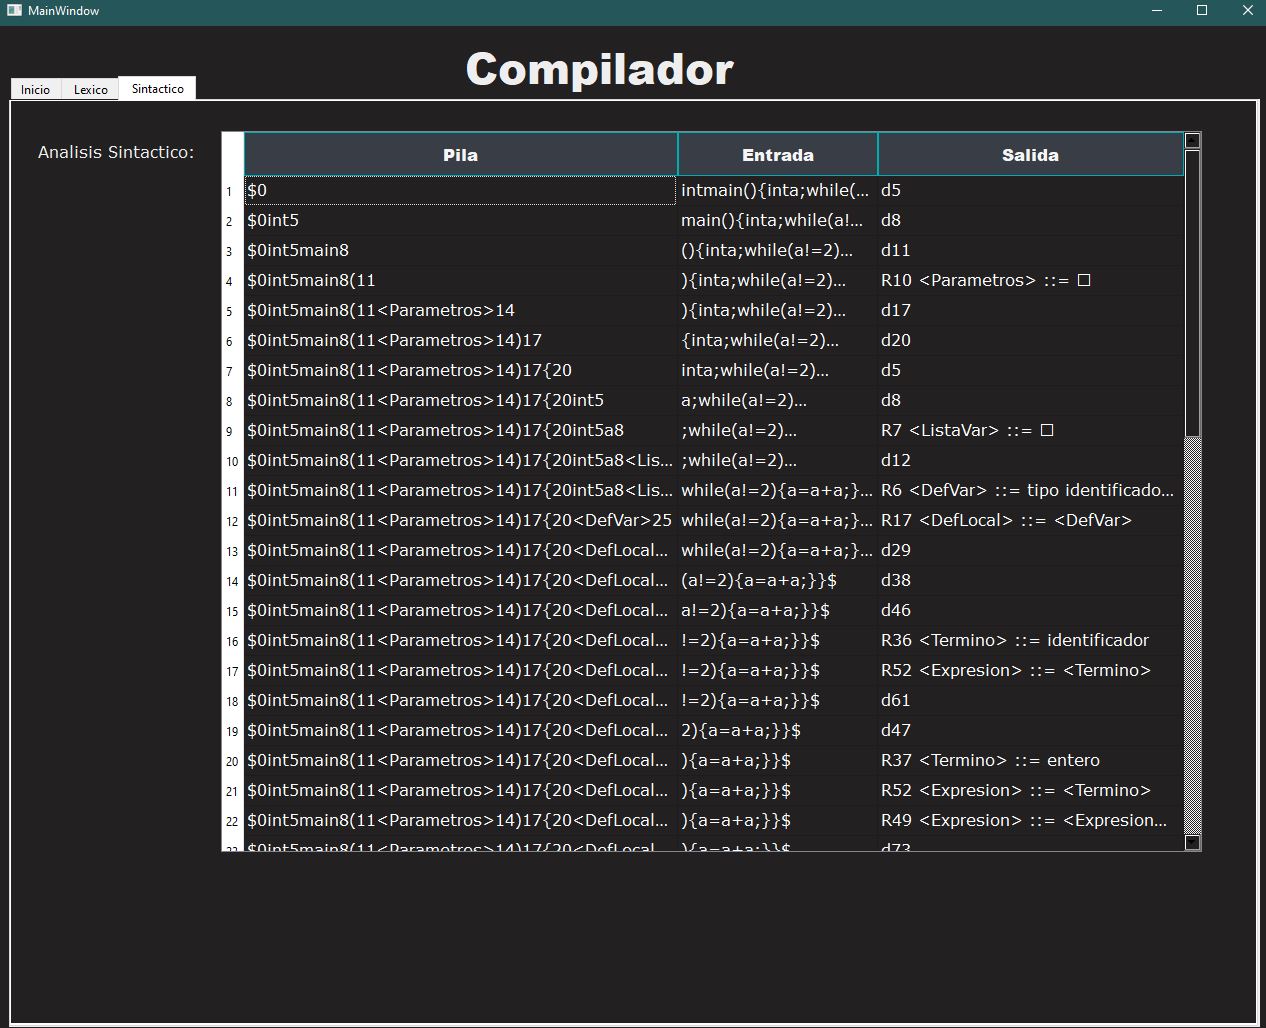 MainWindow
Compilador
Inicio Lexico Sintactico
Analisis Sintactico:
Pila Entrada Salida
1 $0 intmain(){inta;while(... d5
2 $0int5 main(){inta;while(a!... d8
3 $0int5main8 (){inta;while(a!=2)... d11
4 $0int5main8(11 ){inta;while(a!=2)... R10 <Parametros> ::= □
5 $0int5main8(11<Parametros>14 ){inta;while(a!=2)... d17
6 $0int5main8(11<Parametros>14)17 {inta;while(a!=2)... d20
7 $0int5main8(11<Parametros>14)17{20 inta;while(a!=2)... d5
8 $0int5main8(11<Parametros>14)17{20int5 a;while(a!=2)... d8
9 $0int5main8(11<Parametros>14)17{20int5a8 ;while(a!=2)... R7 <ListaVar> ::= □
10 $0int5main8(11<Parametros>14)17{20int5a8<Lis... ;while(a!=2)... d12
11 $0int5main8(11<Parametros>14)17{20int5a8<Lis... while(a!=2){a=a+a;}... R6 <DefVar> ::= tipo identificado...
12 $0int5main8(11<Parametros>14)17{20<DefVar>25 while(a!=2){a=a+a;}... R17 <DefLocal> ::= <DefVar>
13 $0int5main8(11<Parametros>14)17{20<DefLocal... while(a!=2){a=a+a;}... d29
14 $0int5main8(11<Parametros>14)17{20<DefLocal... (a!=2){a=a+a;}}$ d38
15 $0int5main8(11<Parametros>14)17{20<DefLocal... a!=2){a=a+a;}}$ d46
16 $0int5main8(11<Parametros>14)17{20<DefLocal... !=2){a=a+a;}}$ R36 <Termino> ::= identificador
17 $0int5main8(11<Parametros>14)17{20<DefLocal... !=2){a=a+a;}}$ R52 <Expresion> ::= <Termino>
18 $0int5main8(11<Parametros>14)17{20<DefLocal... !=2){a=a+a;}}$ d61
19 $0int5main8(11<Parametros>14)17{20<DefLocal... 2){a=a+a;}}$ d47
20 $0int5main8(11<Parametros>14)17{20<DefLocal... ){a=a+a;}}$ R37 <Termino> ::= entero
21 $0int5main8(11<Parametros>14)17{20<DefLocal... ){a=a+a;}}$ R52 <Expresion> ::= <Termino>
22 $0int5main8(11<Parametros>14)17{20<DefLocal... ){a=a+a;}}$ R49 <Expresion> ::= <Expresion...
23 $0int5main8(11<Parametros>14)17{20<DefLocal... ){a=a+a;}}$ d73